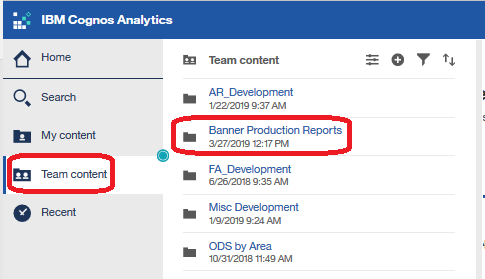 IBM Cognos Analytics
Home
Search
My content
Team content
Recent
Team content
AR_Development
1/22/2019 9:37 AM
Banner Production Reports
3/27/2019 12:17 PM
FA_Development
6/26/2018 9:35 AM
Misc Development
1/9/2019 9:24 AM
ODS by Area
10/31/2018 11:49 AM